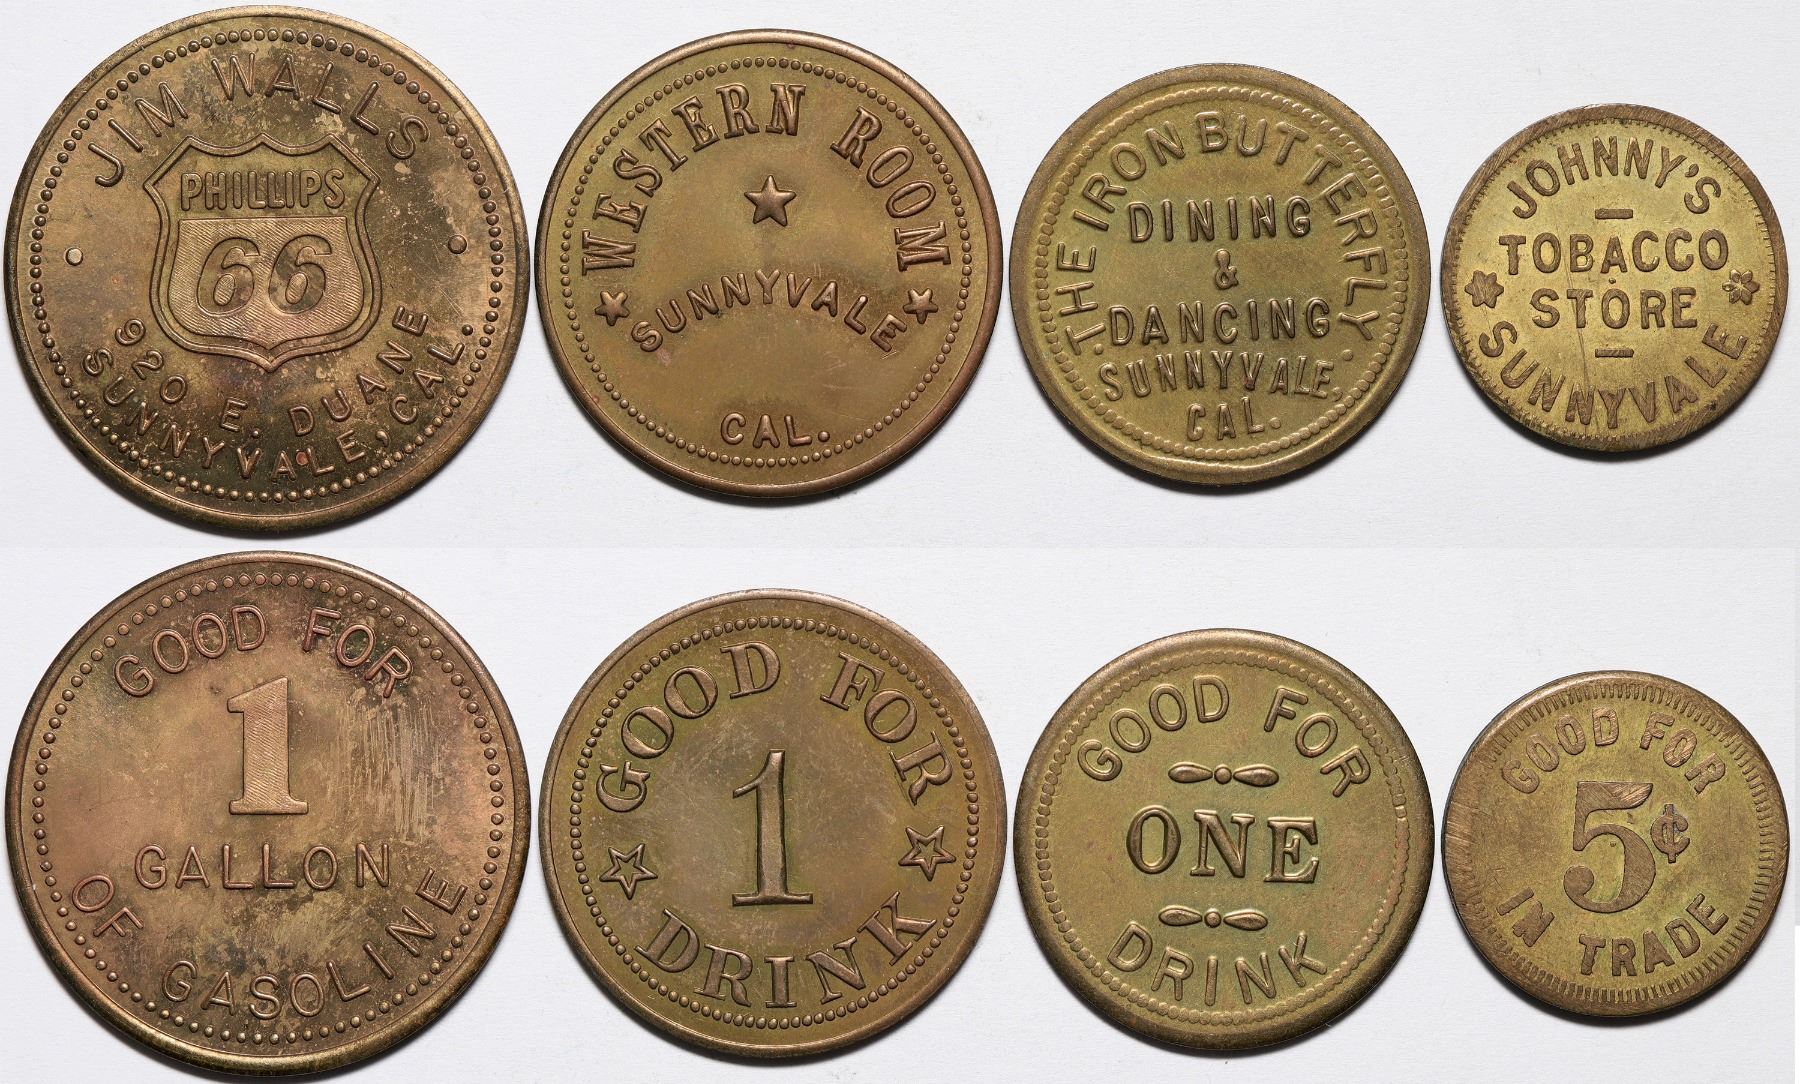 JIM WALLS
PHILLIPS
66
920 E. DUANE
SUNNYVALE, CAL.
WESTERN ROOM
SUNNYVALE
CAL.
THE IRON BUTTERFLY
DINING
&
DANCING
SUNNYVALE,
CAL.
JOHNNY'S
TOBACCO
STORE
SUNNYVALE
GOOD FOR
1
GALLON
OF GASOLINE
GOOD FOR
1
DRINK
GOOD FOR
ONE
DRINK
GOOD FOR
5¢
IN TRADE